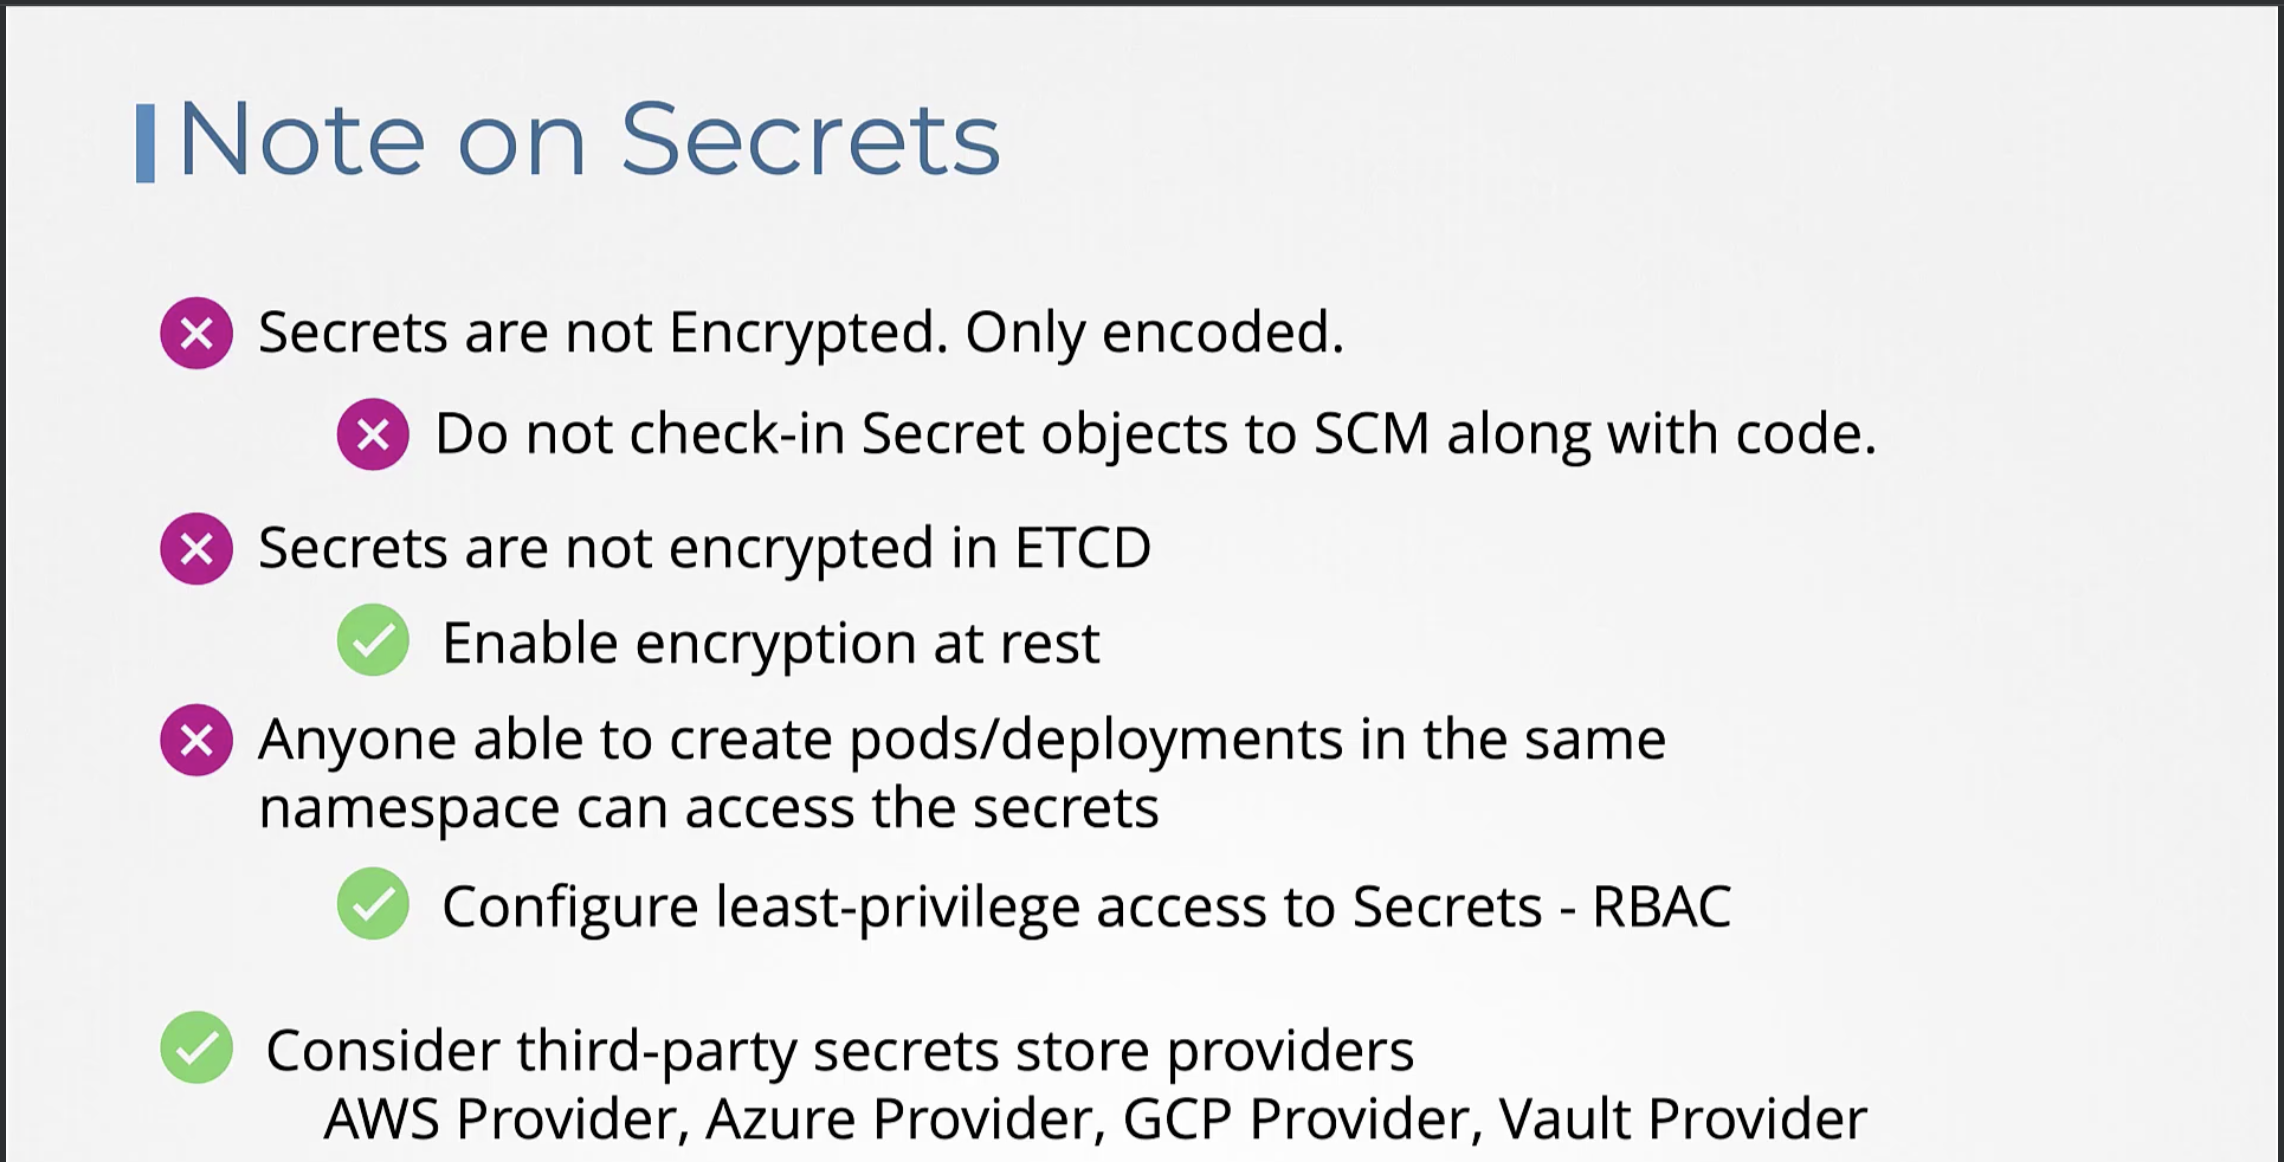 Note on Secrets
Secrets are not Encrypted. Only encoded.
Do not check-in Secret objects to SCM along with code.
Secrets are not encrypted in ETCD
Enable encryption at rest
Anyone able to create pods/deployments in the same
namespace can access the secrets
Configure least-privilege access to Secrets - RBAC
Consider third-party secrets store providers
AWS Provider, Azure Provider, GCP Provider, Vault Provider